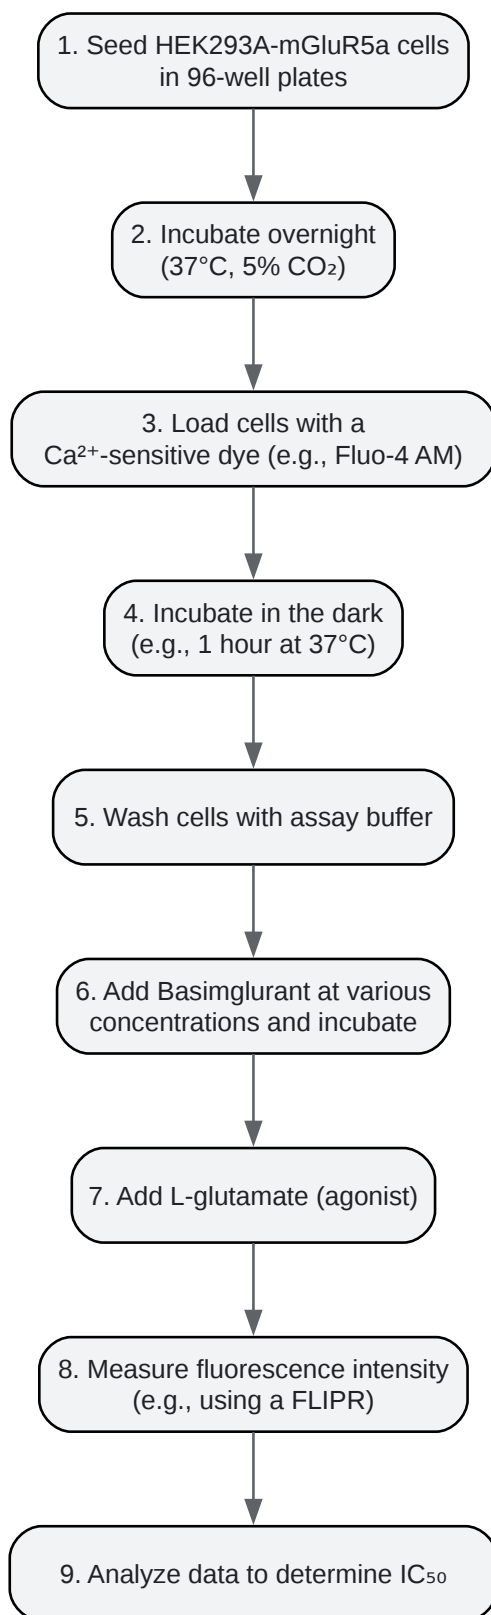 1. Seed HEK293A-mGluR5a cells
in 96-well plates
2. Incubate overnight
(37°C, 5% CO₂)
3. Load cells with a
Ca²⁺-sensitive dye (e.g., Fluo-4 AM)
4. Incubate in the dark
(e.g., 1 hour at 37°C)
5. Wash cells with assay buffer
6. Add Basimglurant at various
concentrations and incubate
7. Add L-glutamate (agonist)
8. Measure fluorescence intensity
(e.g., using a FLIPR)
9. Analyze data to determine IC₅₀